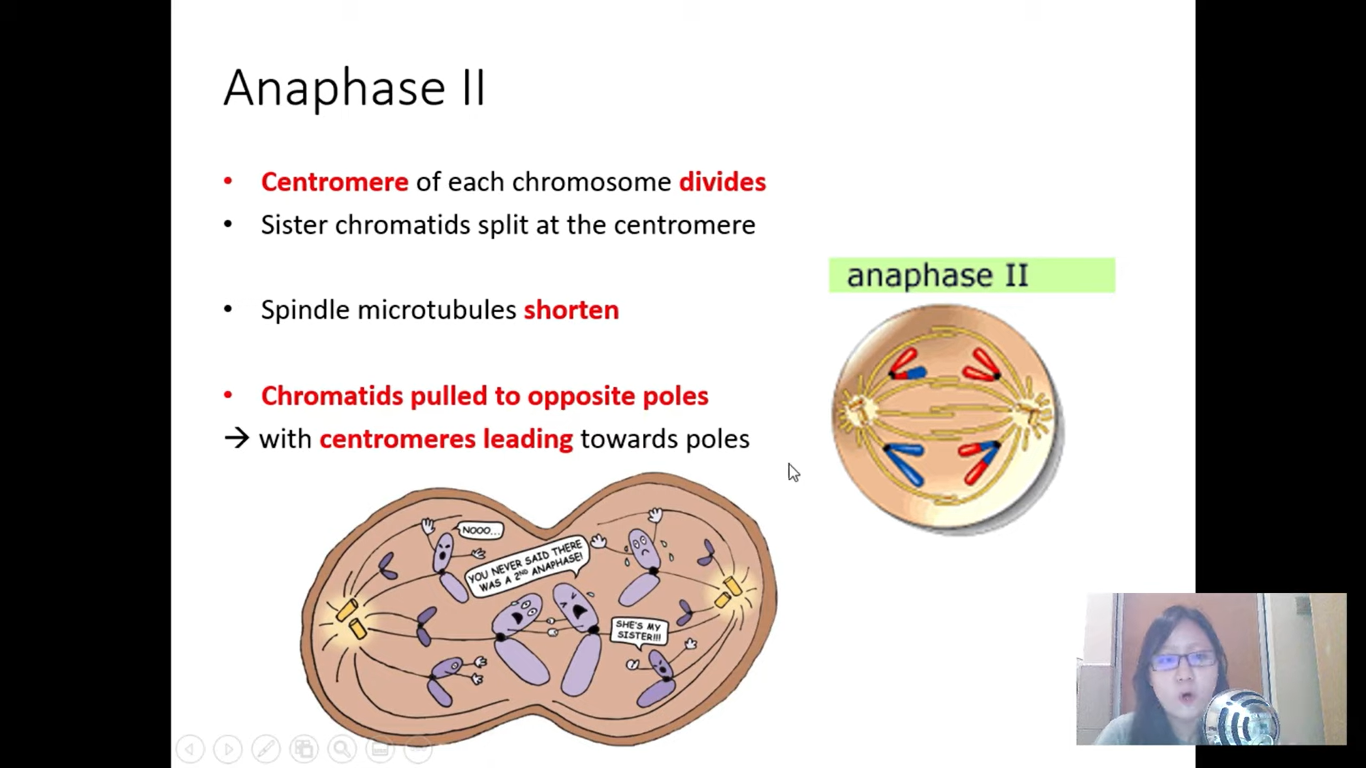 Anaphase II
• Centromere of each chromosome divides
• Sister chromatids split at the centromere
• Spindle microtubules shorten
• Chromatids pulled to opposite poles
→ with centromeres leading towards poles
anaphase II
NOOO...
YOU NEVER SAID THERE
WAS A 2ND ANAPHASE!
SHE'S MY
SISTER!!!